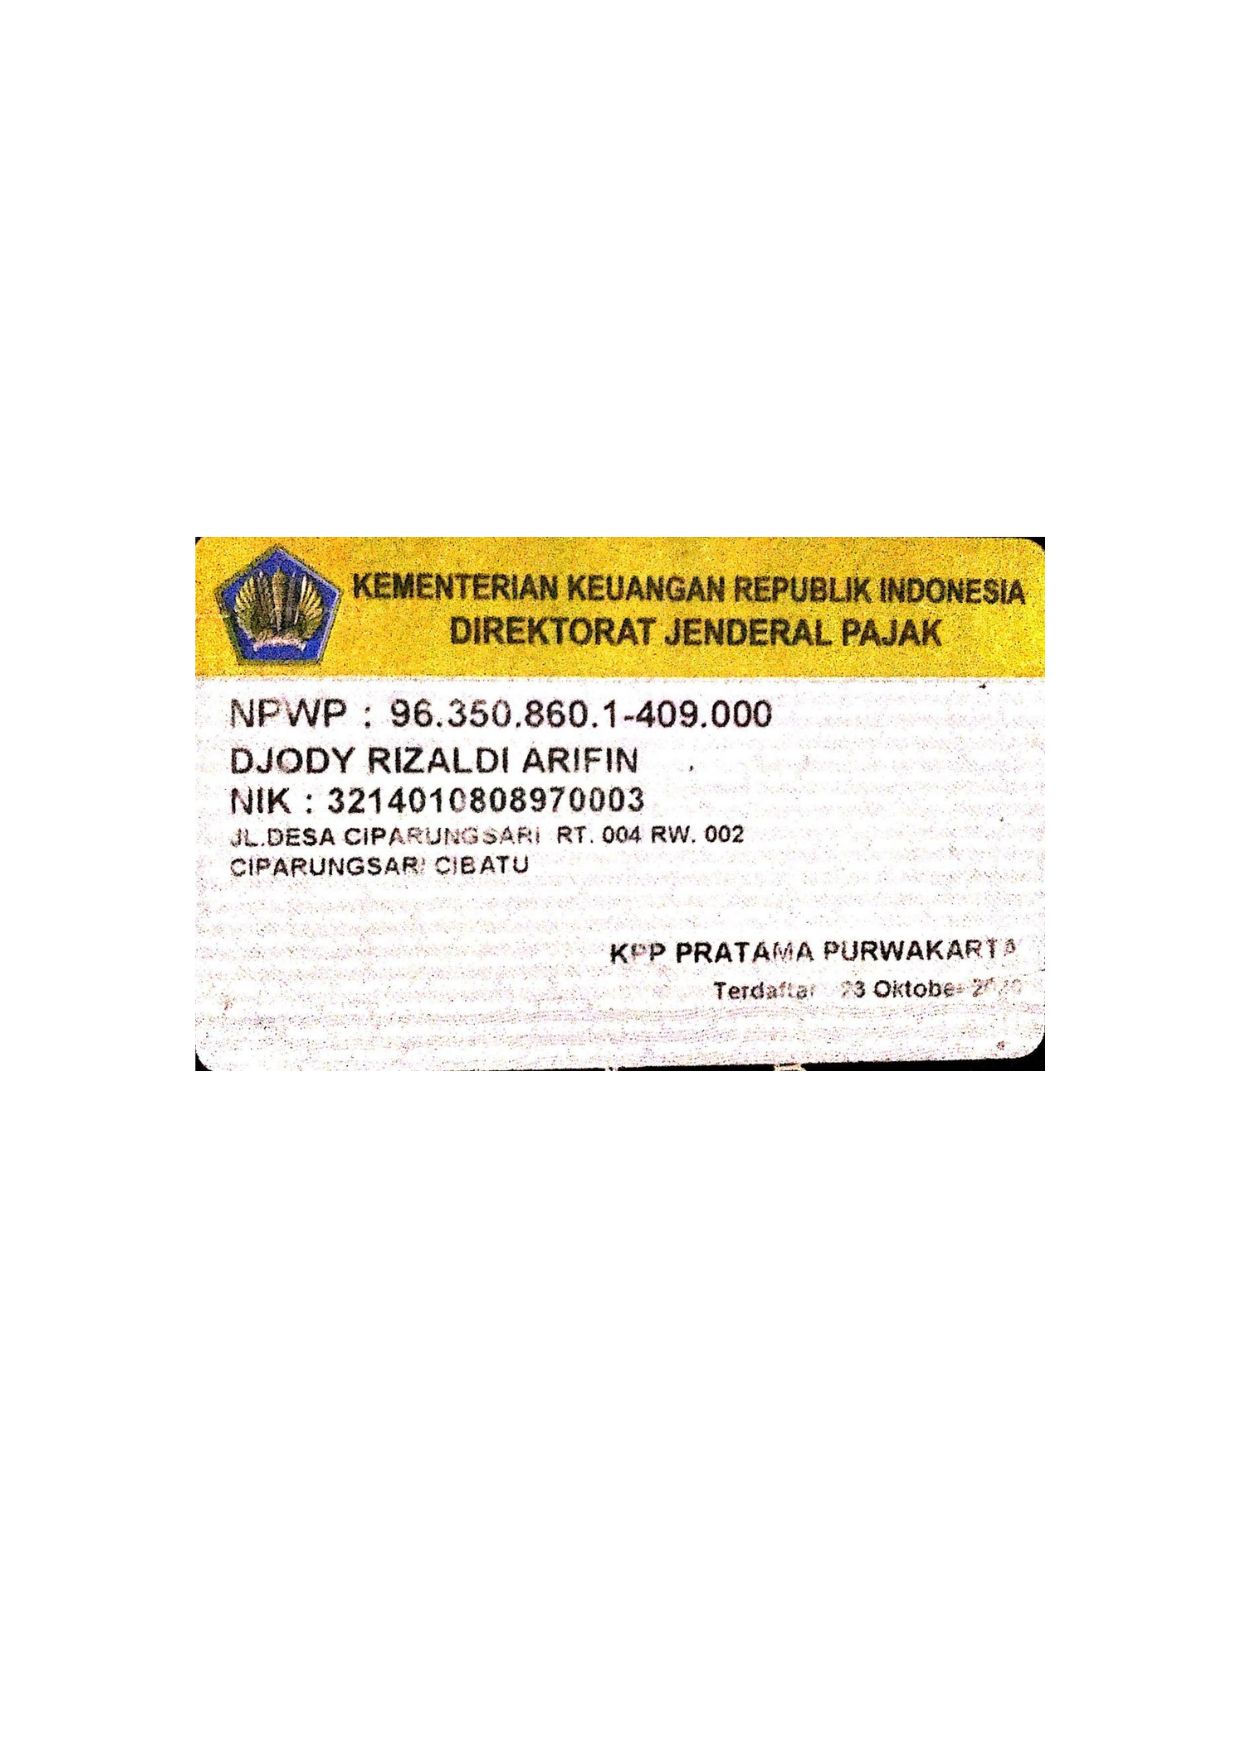 KEMENTERIAN KEUANGAN REPUBLIK INDONESIA
DIREKTORAT JENDERAL PAJAK
NPWP : 96.350.860.1-409.000
DJODY RIZALDI ARIFIN
NIK : 3214010808970003
JL.DESA CIPARUNGSARI RT. 004 RW. 002
CIPARUNGSARI CIBATU
KPP PRATAMA PURWAKARTA
Terdaftar 23 Oktober